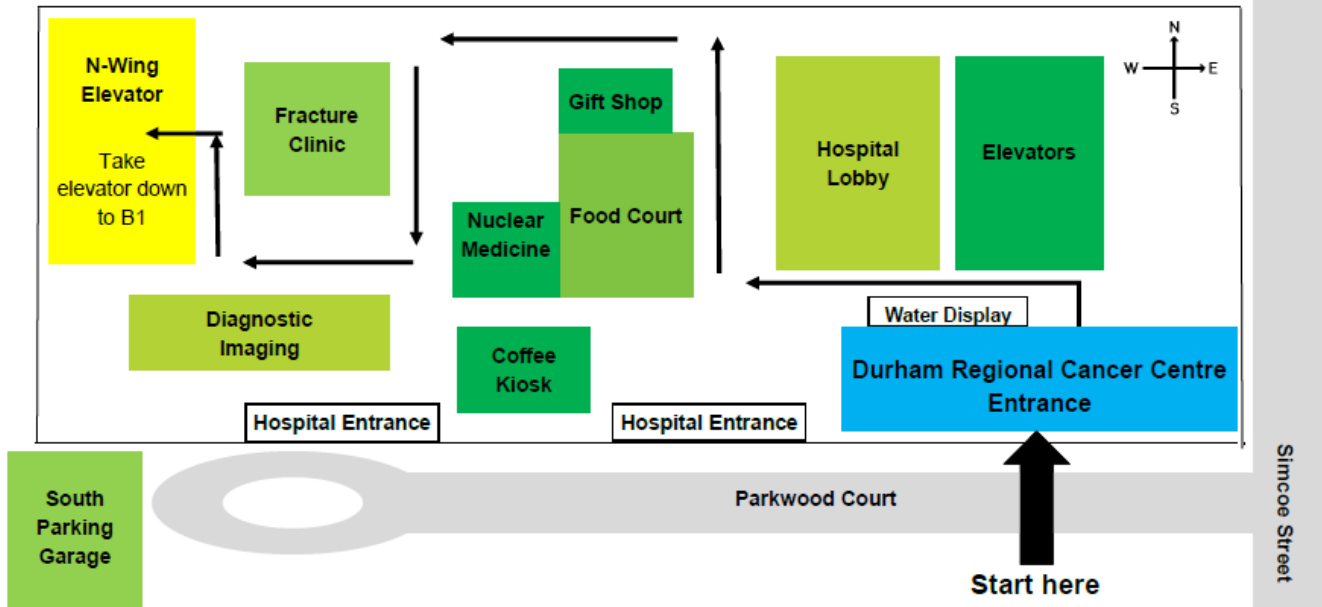 N-Wing
Elevator
Take
elevator down
to B1
Fracture
Clinic
Gift Shop
Food Court
Nuclear
Medicine
Hospital
Lobby
Elevators
N
W
E
S
Diagnostic
Imaging
Coffee
Kiosk
Water Display
Durham Regional Cancer Centre
Entrance
Hospital Entrance
Hospital Entrance
South
Parking
Garage
Parkwood Court
Start here
Simcoe Street